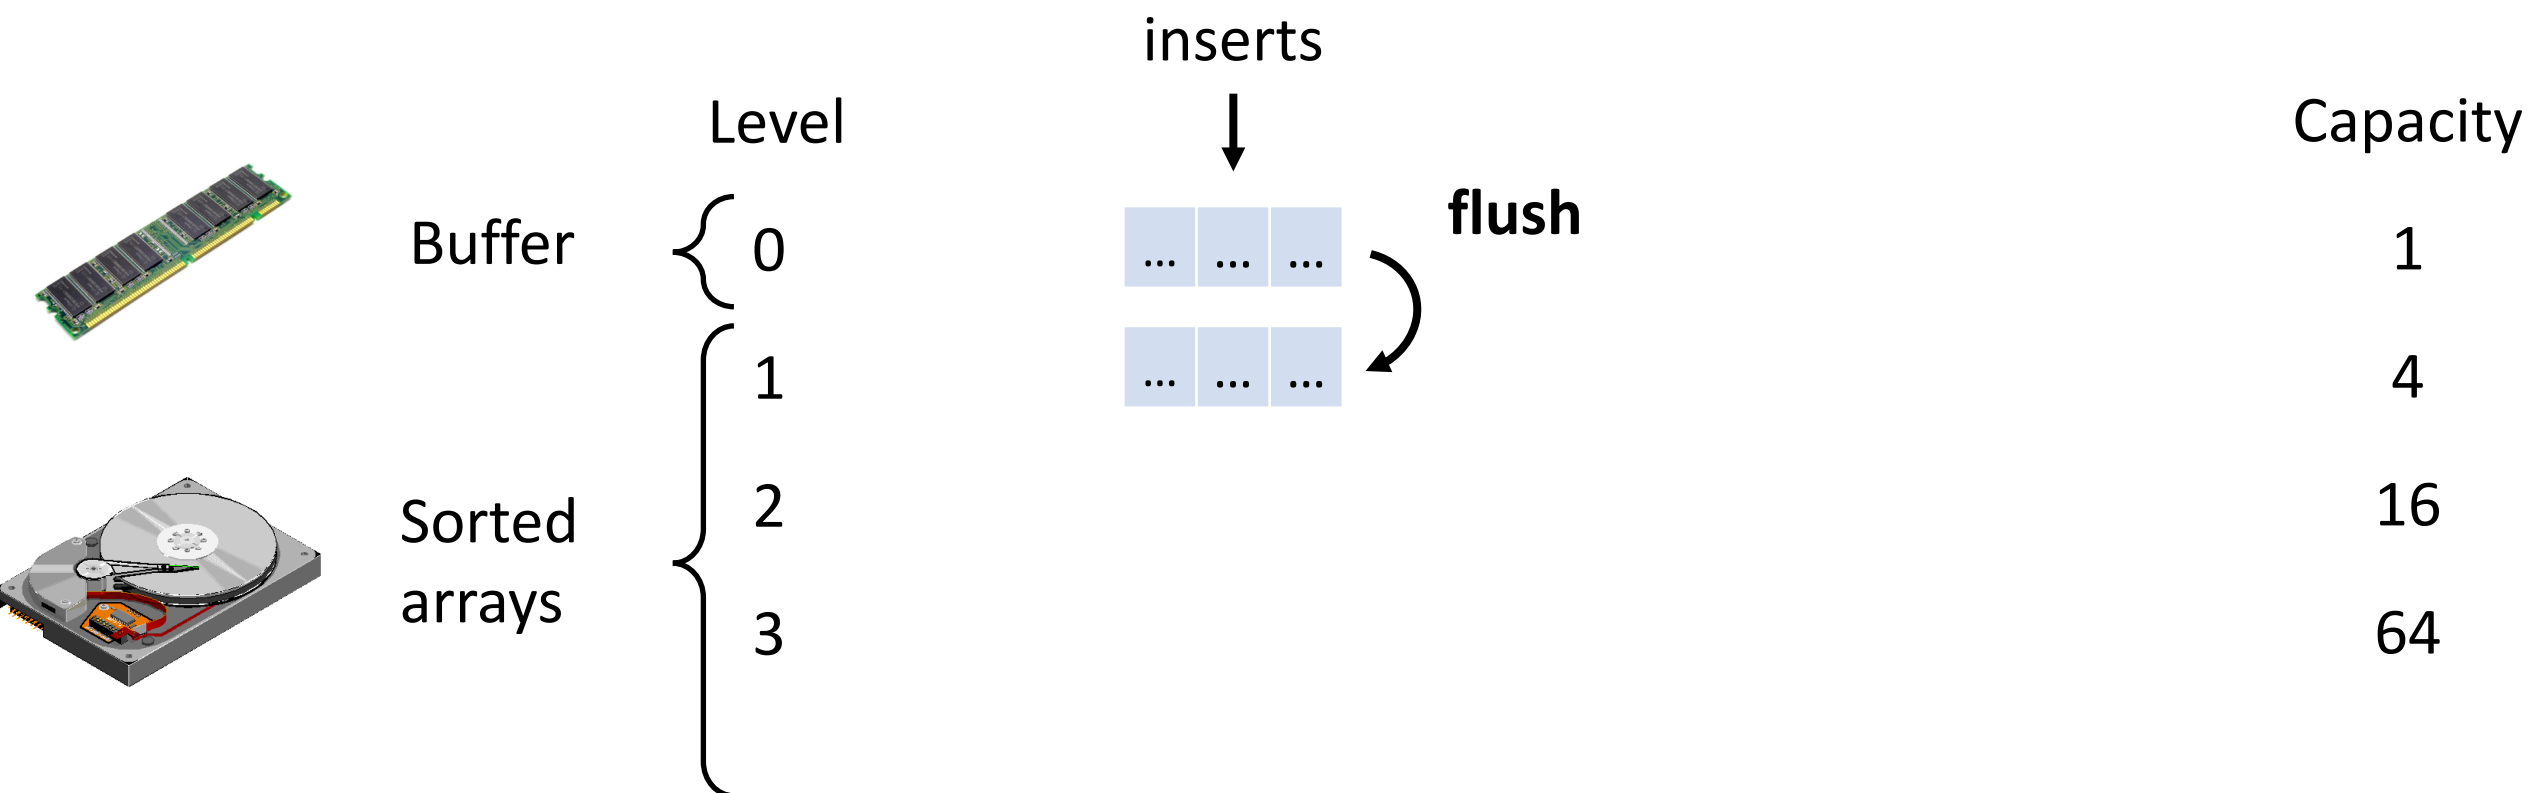 inserts
Level
Capacity
flush
Buffer
0
1
... ... ...
1
4
... ... ...
2
16
Sorted
arrays
3
64